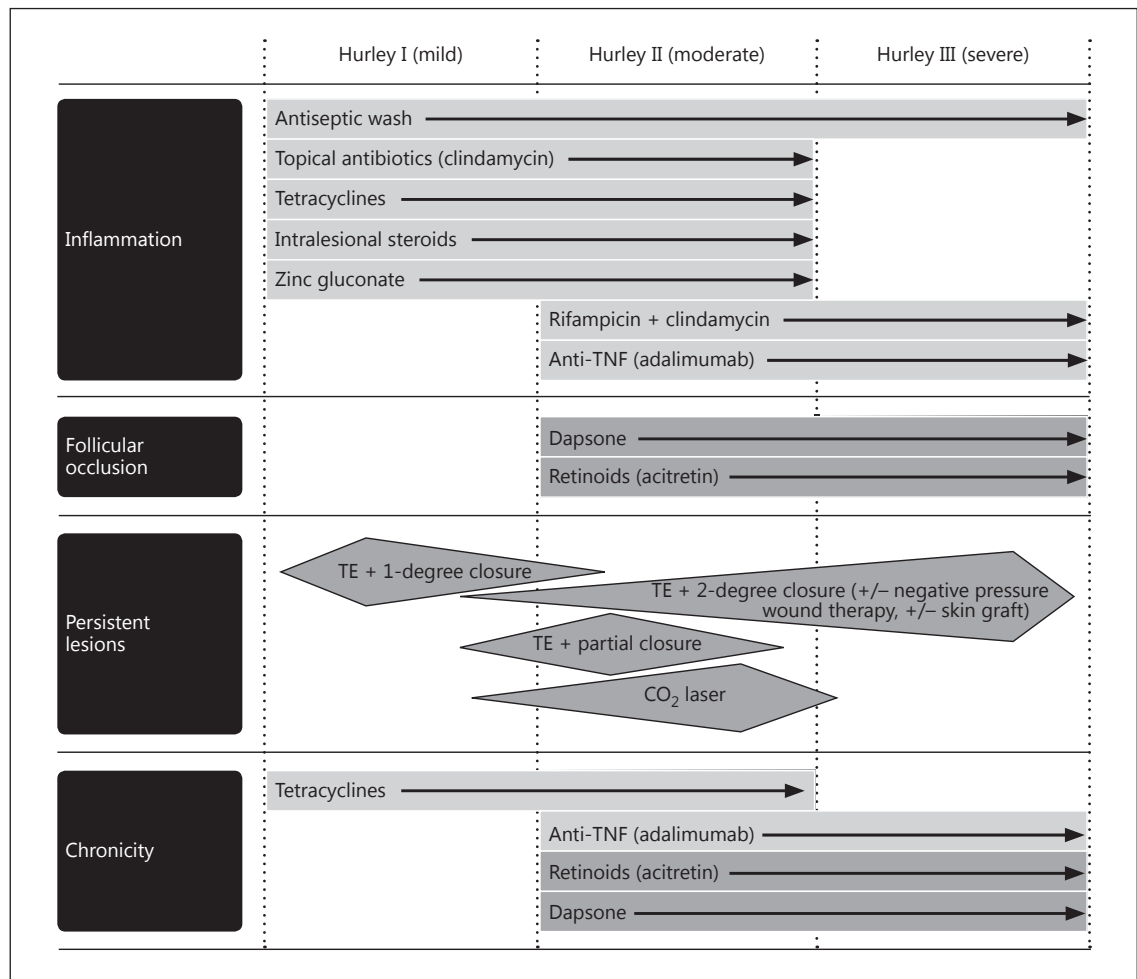 Hurley I (mild)
Hurley II (moderate)
Hurley III (severe)
Inflammation
Antiseptic wash
Topical antibiotics (clindamycin)
Tetracyclines
Intralesional steroids
Zinc gluconate
Rifampicin + clindamycin
Anti-TNF (adalimumab)
Follicular
occlusion
Dapsone
Retinoids (acitretin)
Persistent
lesions
TE + 1-degree closure
TE + 2-degree closure (+/– negative pressure
wound therapy, +/– skin graft)
TE + partial closure
CO₂ laser
Chronicity
Tetracyclines
Anti-TNF (adalimumab)
Retinoids (acitretin)
Dapsone